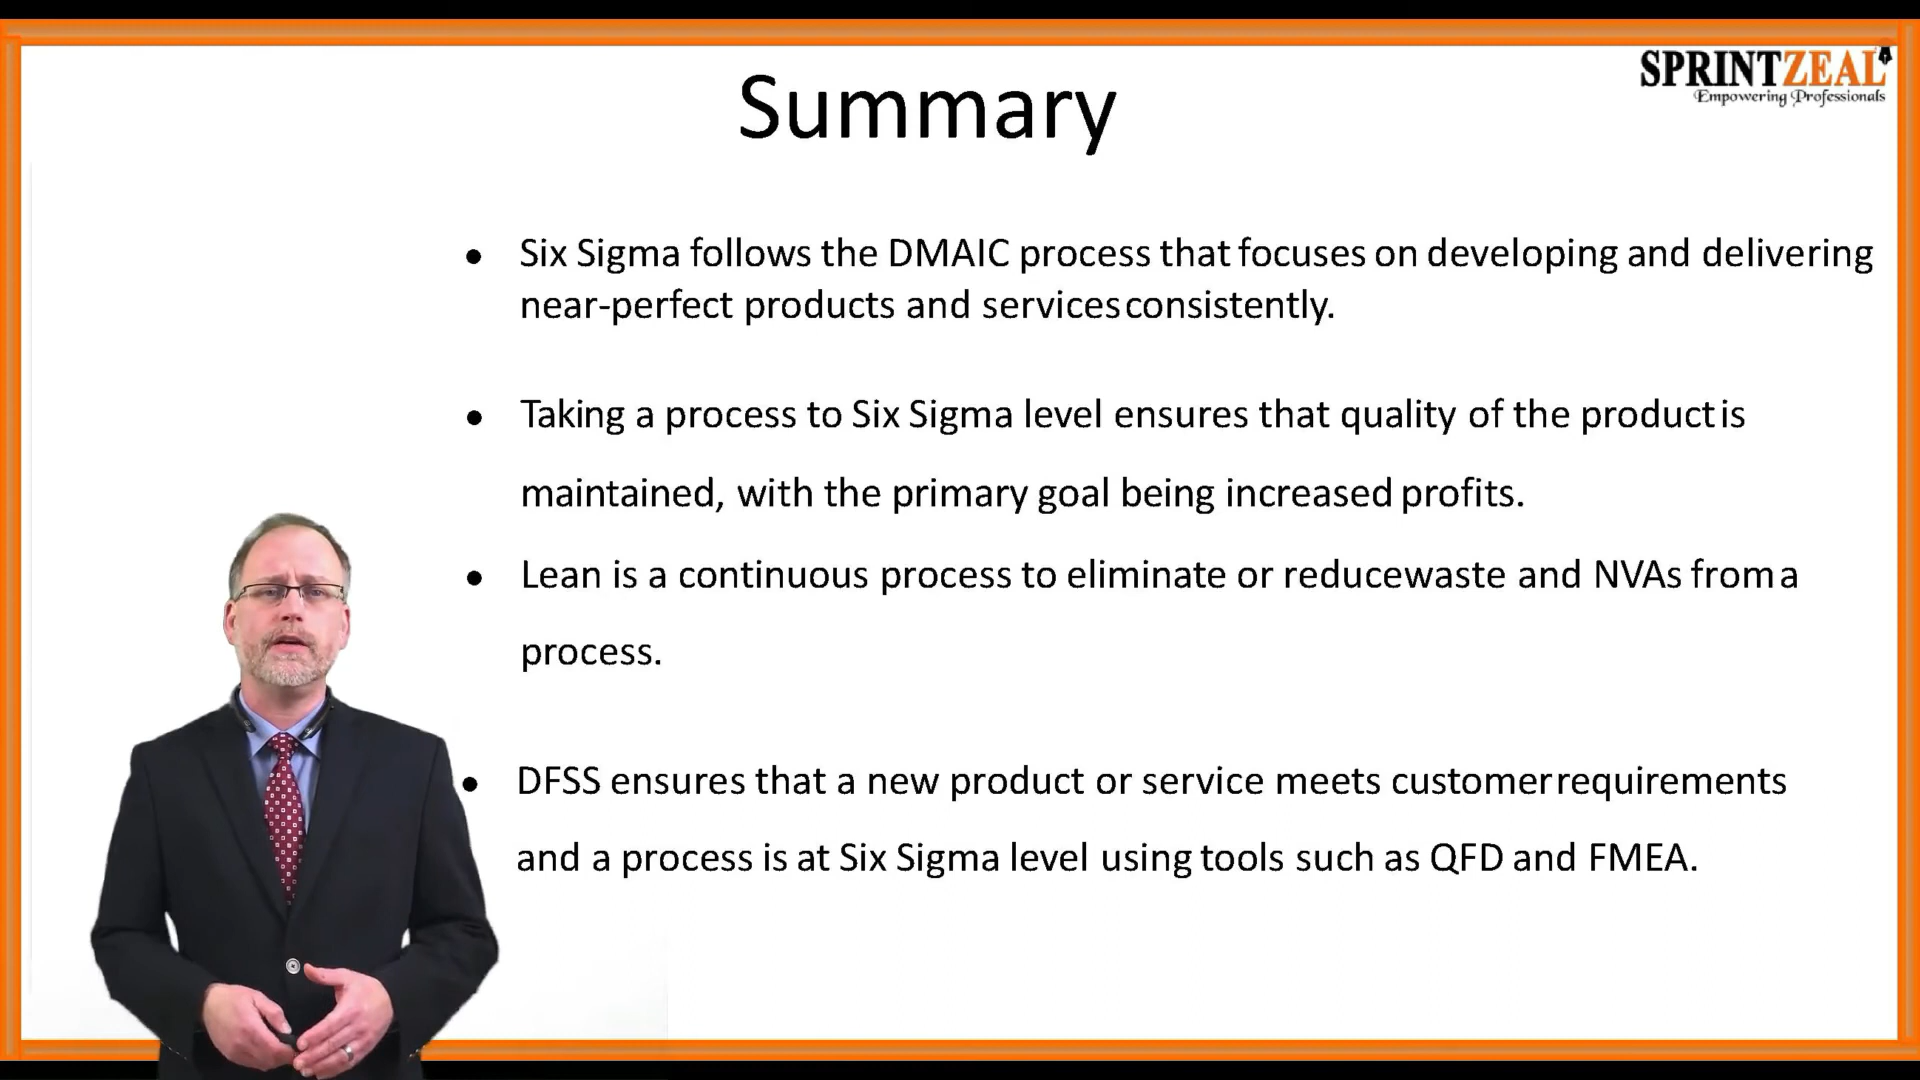 SPRINTZEAL
Empowering Professionals
Summary
• Six Sigma follows the DMAIC process that focuses on developing and delivering
near-perfect products and services consistently.
• Taking a process to Six Sigma level ensures that quality of the product is
maintained, with the primary goal being increased profits.
• Lean is a continuous process to eliminate or reducewaste and NVAs from a
process.
• DFSS ensures that a new product or service meets customer requirements
and a process is at Six Sigma level using tools such as QFD and FMEA.